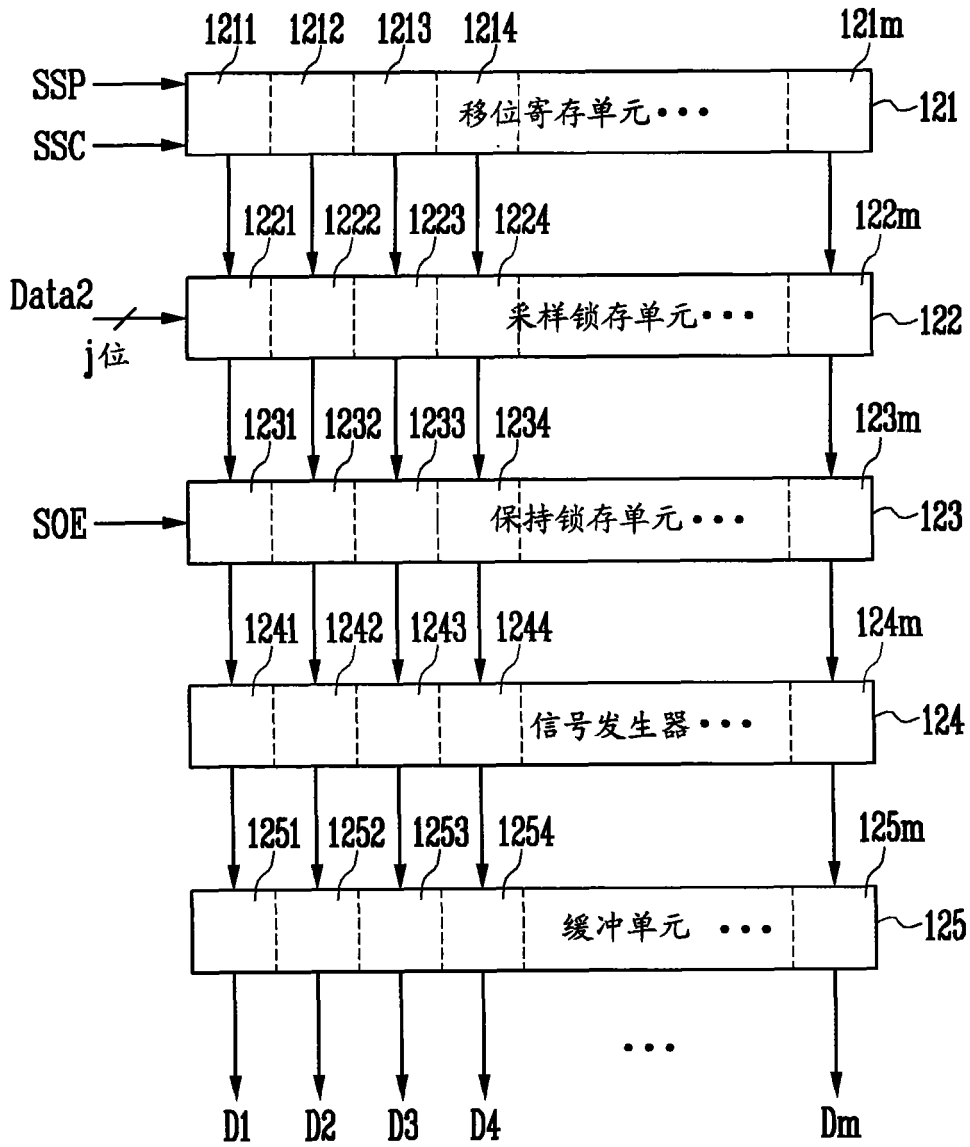 1211 1212 1213 1214 121m
SSP
SSC
移位寄存单元••• 121
1221 1222 1223 1224 122m
Data2
j位
采样锁存单元••• 122
1231 1232 1233 1234 123m
SOE
保持锁存单元••• 123
1241 1242 1243 1244 124m
信号发生器••• 124
1251 1252 1253 1254 125m
缓冲单元 ••• 125
•••
D1 D2 D3 D4 Dm